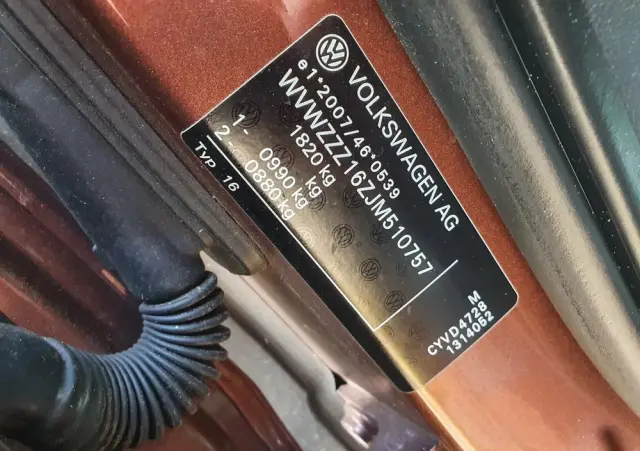 VOLKSWAGEN AG
e1*2007/46*0539
WVWZZZ16ZJM510757
1820 kg
kg
1- 0990 kg
2- 0880 kg
TYP 16
M
CYVD4728
1314052